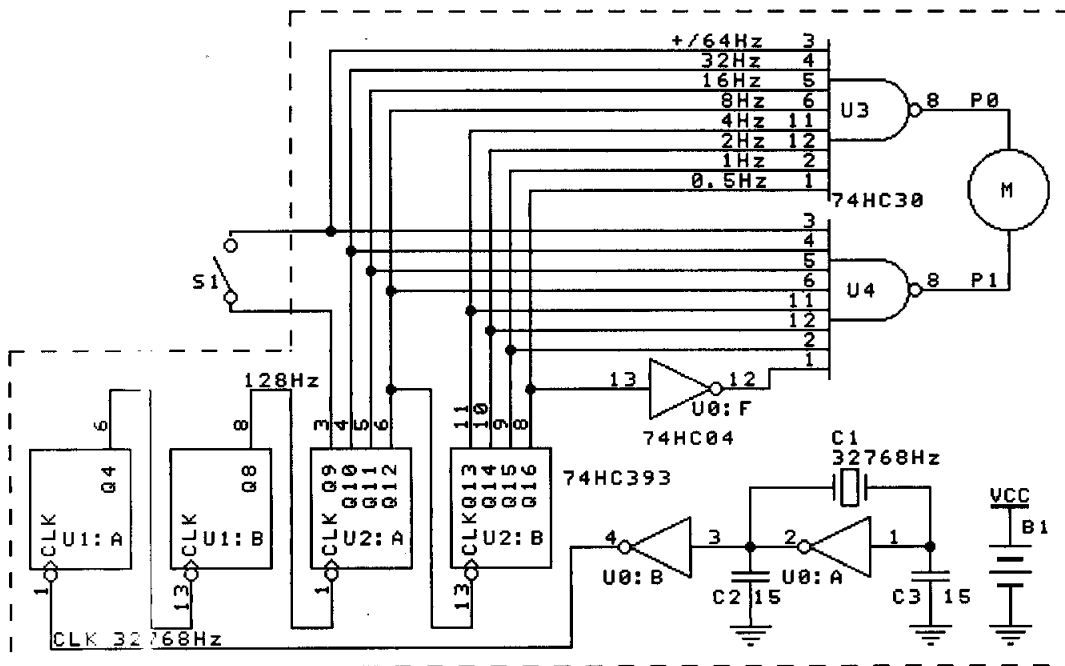 +/64Hz 3
32Hz 4
16Hz 5
8Hz 6
4Hz 11
2Hz 12
1Hz 2
0.5Hz 1
U3
8 P0
M
74HC30
3
4
5
6
11
12
2
1
U4
8 P1
S1
13 12
U0:F
74HC04
128Hz
6
8
3 4 5 6
11 10 9 8
Q4
Q8
Q9 Q10 Q11 Q12
Q13 Q14 Q15 Q16
74HC393
CLK
CLK
CLK
CLK
U1:A
U1:B
U2:A
U2:B
1
13
1
13
C1
32768Hz
4 3
U0:B
2 1
U0:A
C2 15
C3 15
VCC
B1
CLK 32768Hz